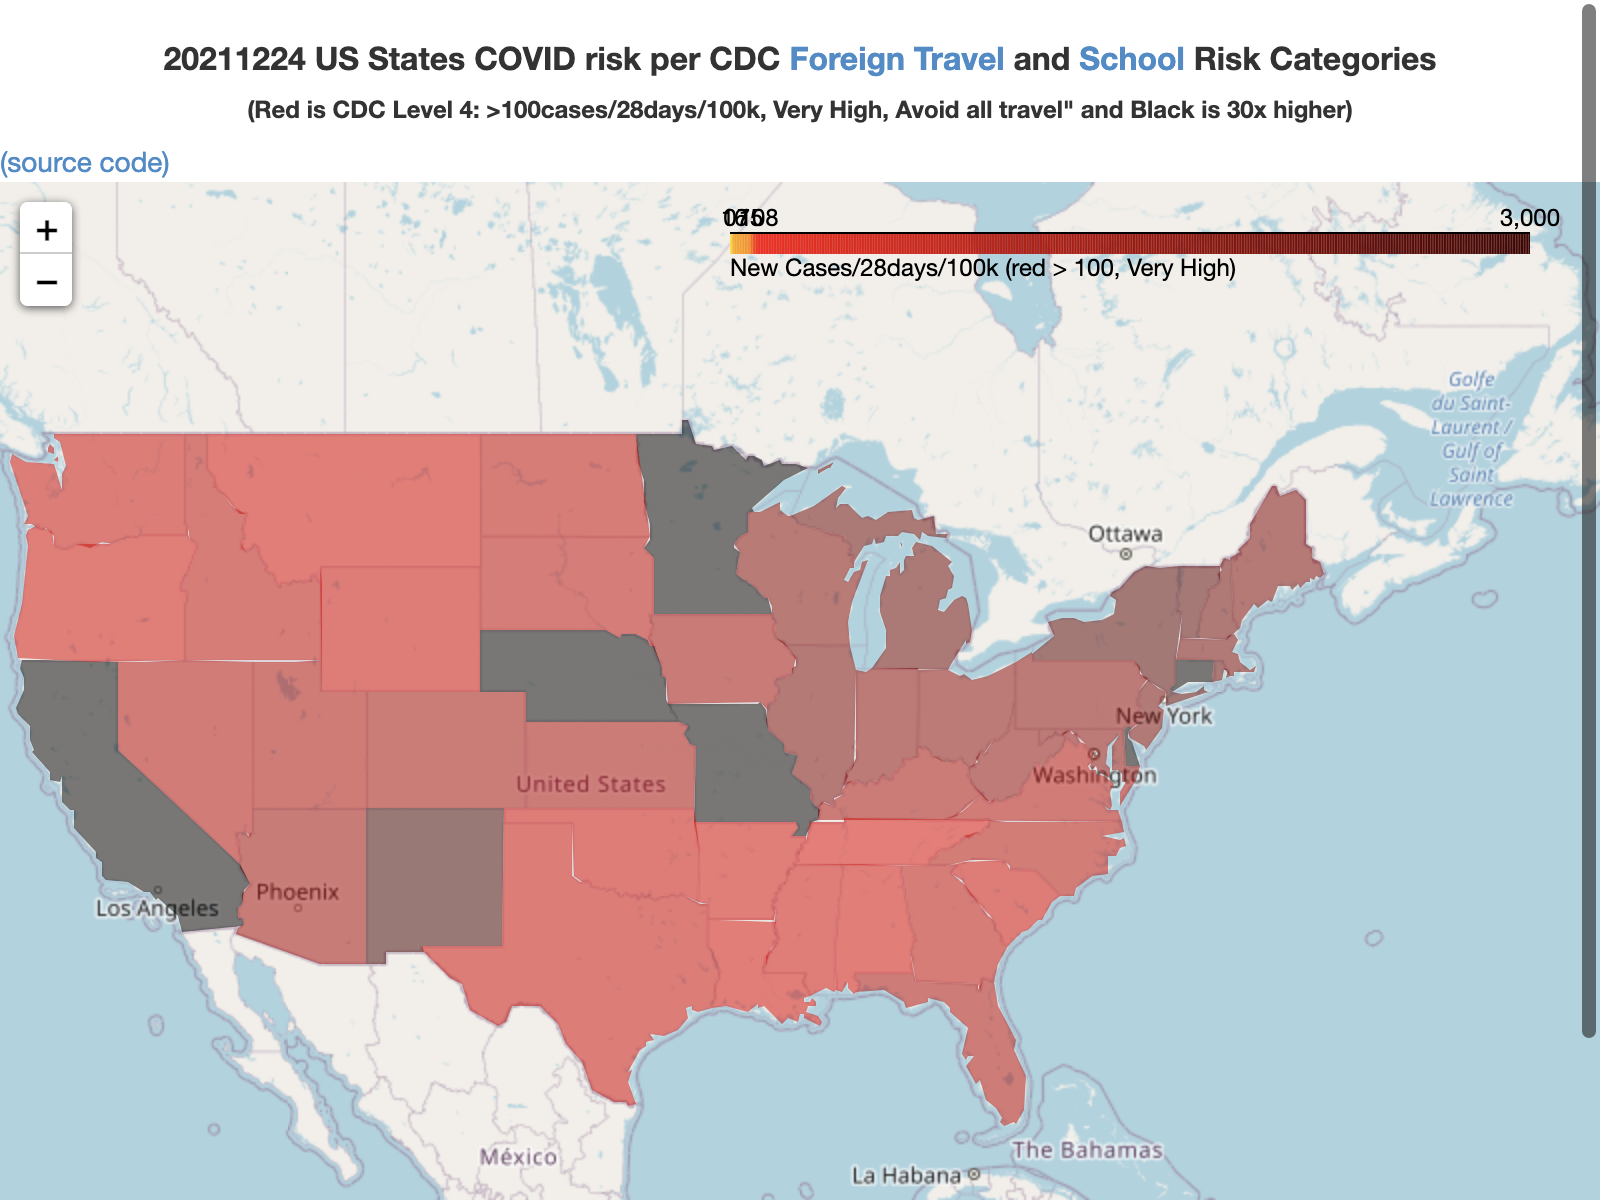 20211224 US States COVID risk per CDC Foreign Travel and School Risk Categories
(Red is CDC Level 4: >100cases/28days/100k, Very High, Avoid all travel" and Black is 30x higher)
(source code)
+
−
3,000
New Cases/28days/100k (red > 100, Very High)
Golfe
du Saint-
Laurent /
Gulf of
Saint
Lawrence
Ottawa
New York
Washington
United States
Phoenix
Los Angeles
México
The Bahamas
La Habana